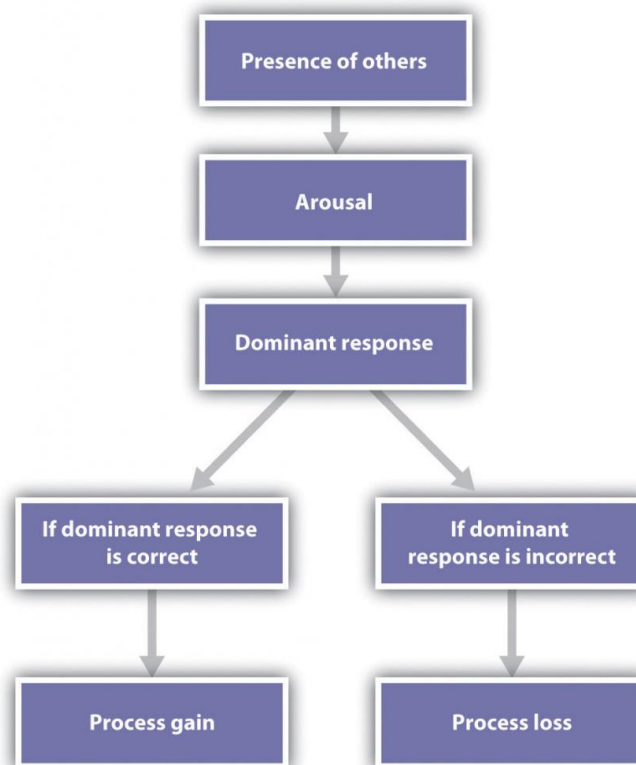 Presence of others
Arousal
Dominant response
If dominant response
is correct
If dominant
response is incorrect
Process gain
Process loss